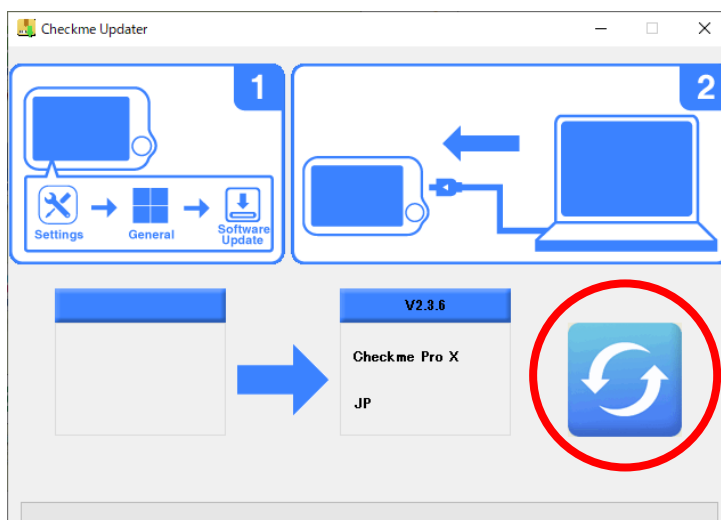 Checkme Updater
1
2
Settings
General
Software
Update
V2.3.6
Checkme Pro X
JP